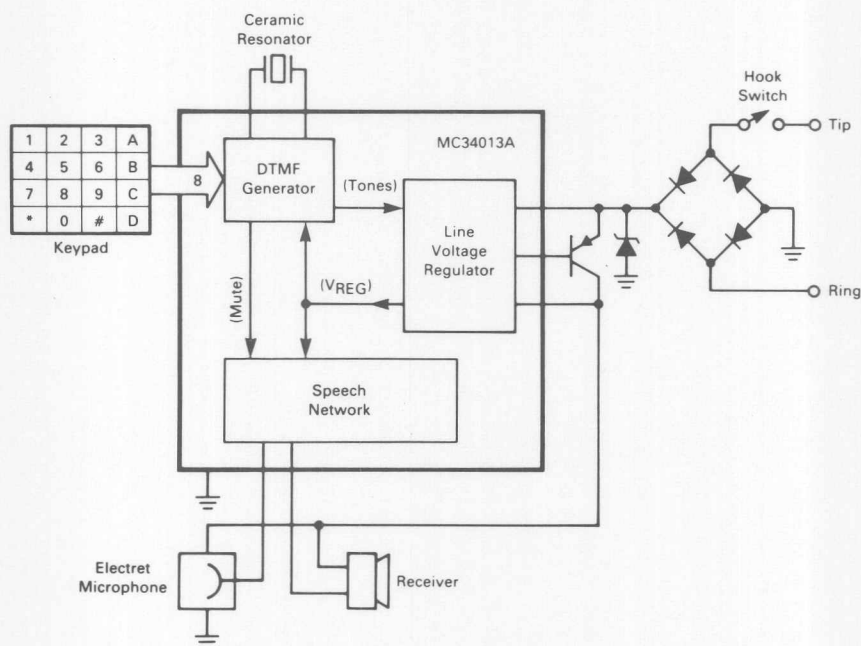 Ceramic
Resonator
Hook
Switch
Tip
MC34013A
1 2 3 A
4 5 6 B
7 8 9 C
* 0 # D
Keypad
8
DTMF
Generator
(Tones)
Line
Voltage
Regulator
(Mute)
(VREG)
Ring
Speech
Network
Electret
Microphone
Receiver